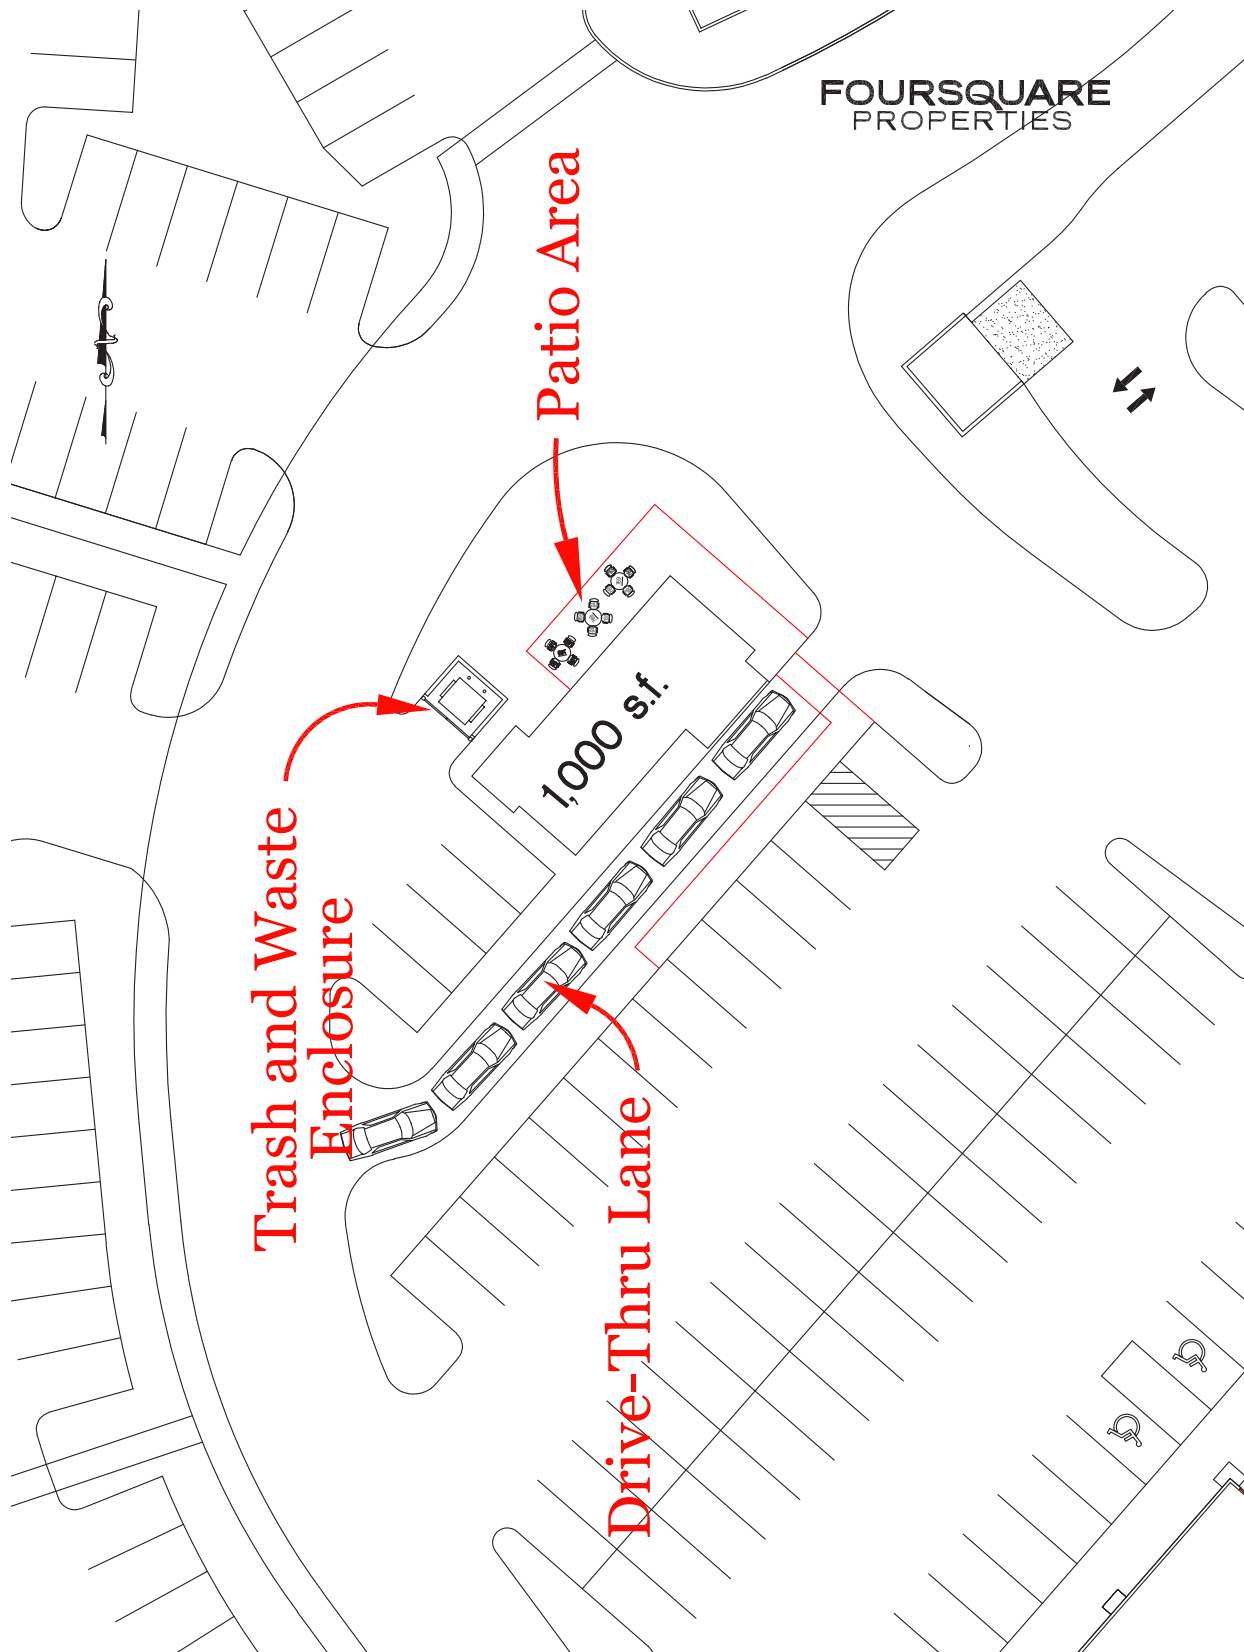 FOURSQUARE
PROPERTIES
Patio Area
1,000 s.f.
Trash and Waste
Enclosure
Drive-Thru Lane